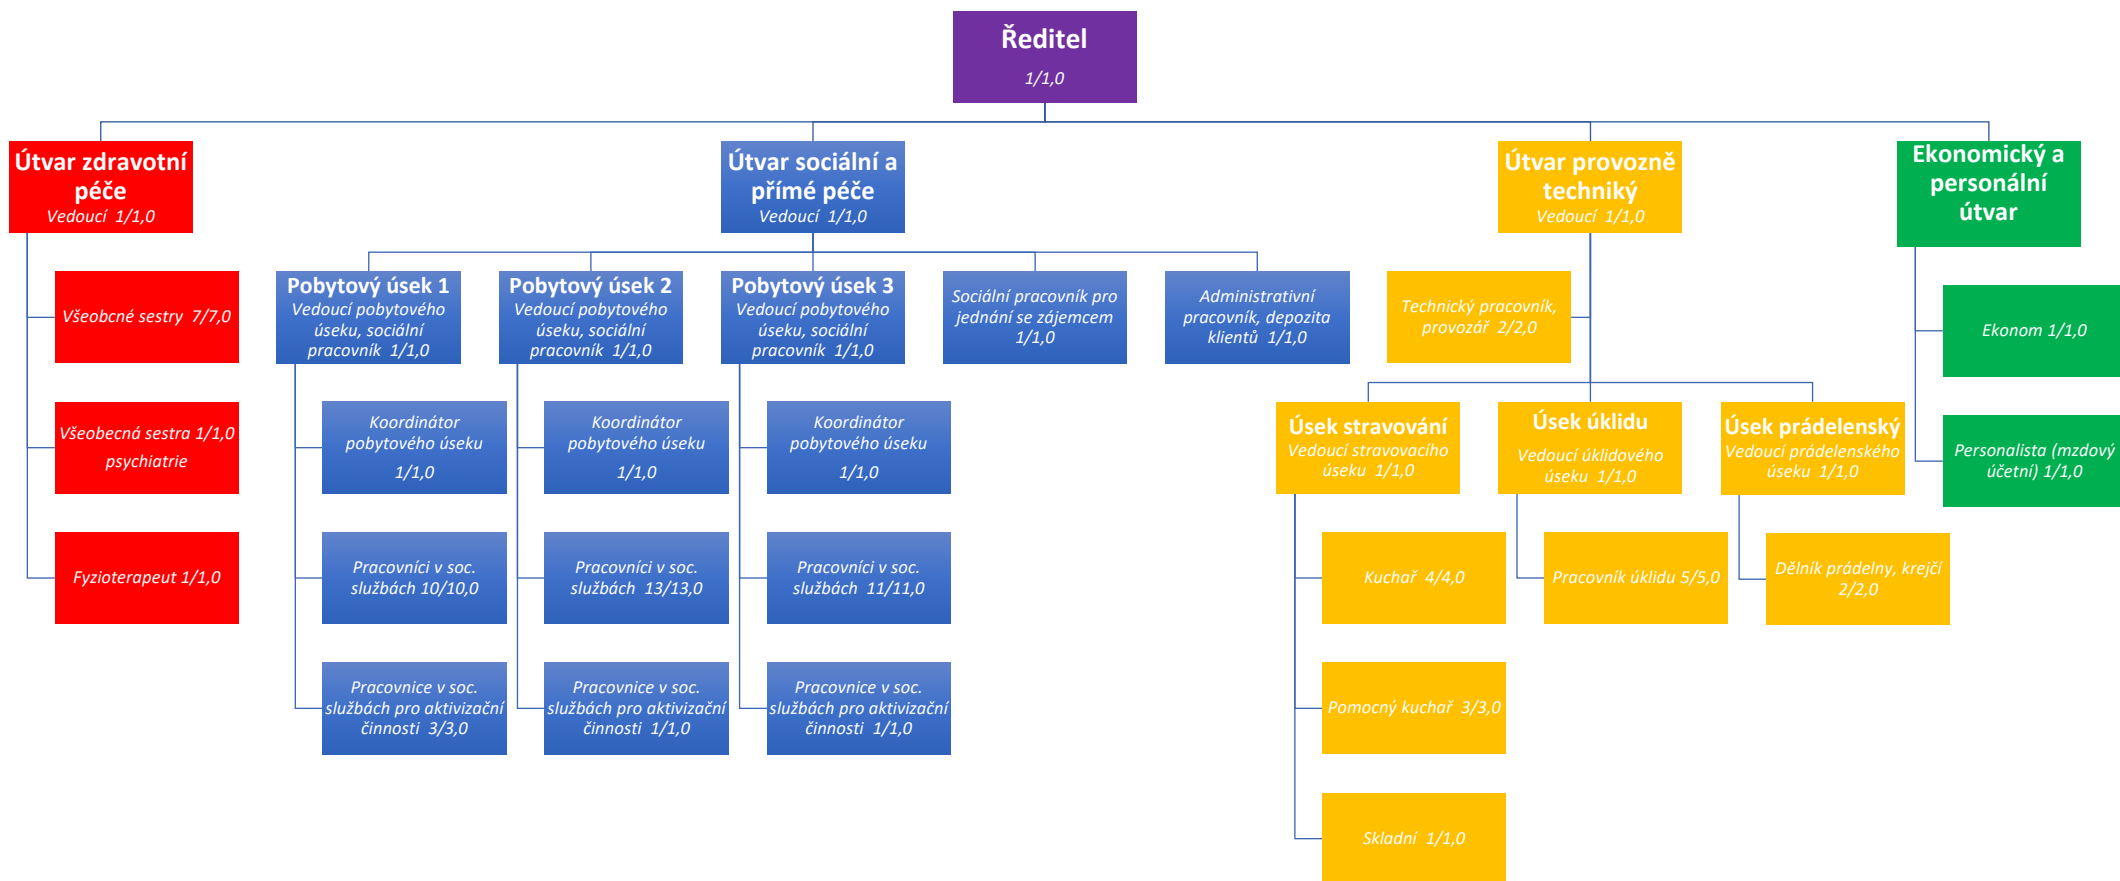 Ředitel
1/1,0
Útvar zdravotní
péče
Vedoucí 1/1,0
Útvar sociální a
přímé péče
Vedoucí 1/1,0
Útvar provozně
techniký
Vedoucí 1/1,0
Ekonomický a
personální
útvar
Všeobcné sestry 7/7,0
Všeobecná sestra 1/1,0
psychiatrie
Fyzioterapeut 1/1,0
Pobytový úsek 1
Vedoucí pobytového
úseku, sociální
pracovník 1/1,0
Koordinátor
pobytového úseku
1/1,0
Pracovníci v soc.
službách 10/10,0
Pracovnice v soc.
službách pro aktivizační
činnosti 3/3,0
Pobytový úsek 2
Vedoucí pobytového
úseku, sociální
pracovník 1/1,0
Koordinátor
pobytového úseku
1/1,0
Pracovníci v soc.
službách 13/13,0
Pracovnice v soc.
službách pro aktivizační
činnosti 1/1,0
Pobytový úsek 3
Vedoucí pobytového
úseku, sociální
pracovník 1/1,0
Koordinátor
pobytového úseku
1/1,0
Pracovníci v soc.
službách 11/11,0
Pracovnice v soc.
službách pro aktivizační
činnosti 1/1,0
Sociální pracovník pro
jednání se zájemcem
1/1,0
Administrativní
pracovník, depozita
klientů 1/1,0
Technický pracovník,
provozář 2/2,0
Úsek stravování
Vedoucí stravovacího
úseku 1/1,0
Kuchař 4/4,0
Pomocný kuchař 3/3,0
Skladní 1/1,0
Úsek úklidu
Vedoucí úklidového
úseku 1/1,0
Pracovník úklidu 5/5,0
Úsek prádelenský
Vedoucí prádelenského
úseku 1/1,0
Dělník prádelny, krejčí
2/2,0
Ekonom 1/1,0
Personalista (mzdový
účetní) 1/1,0